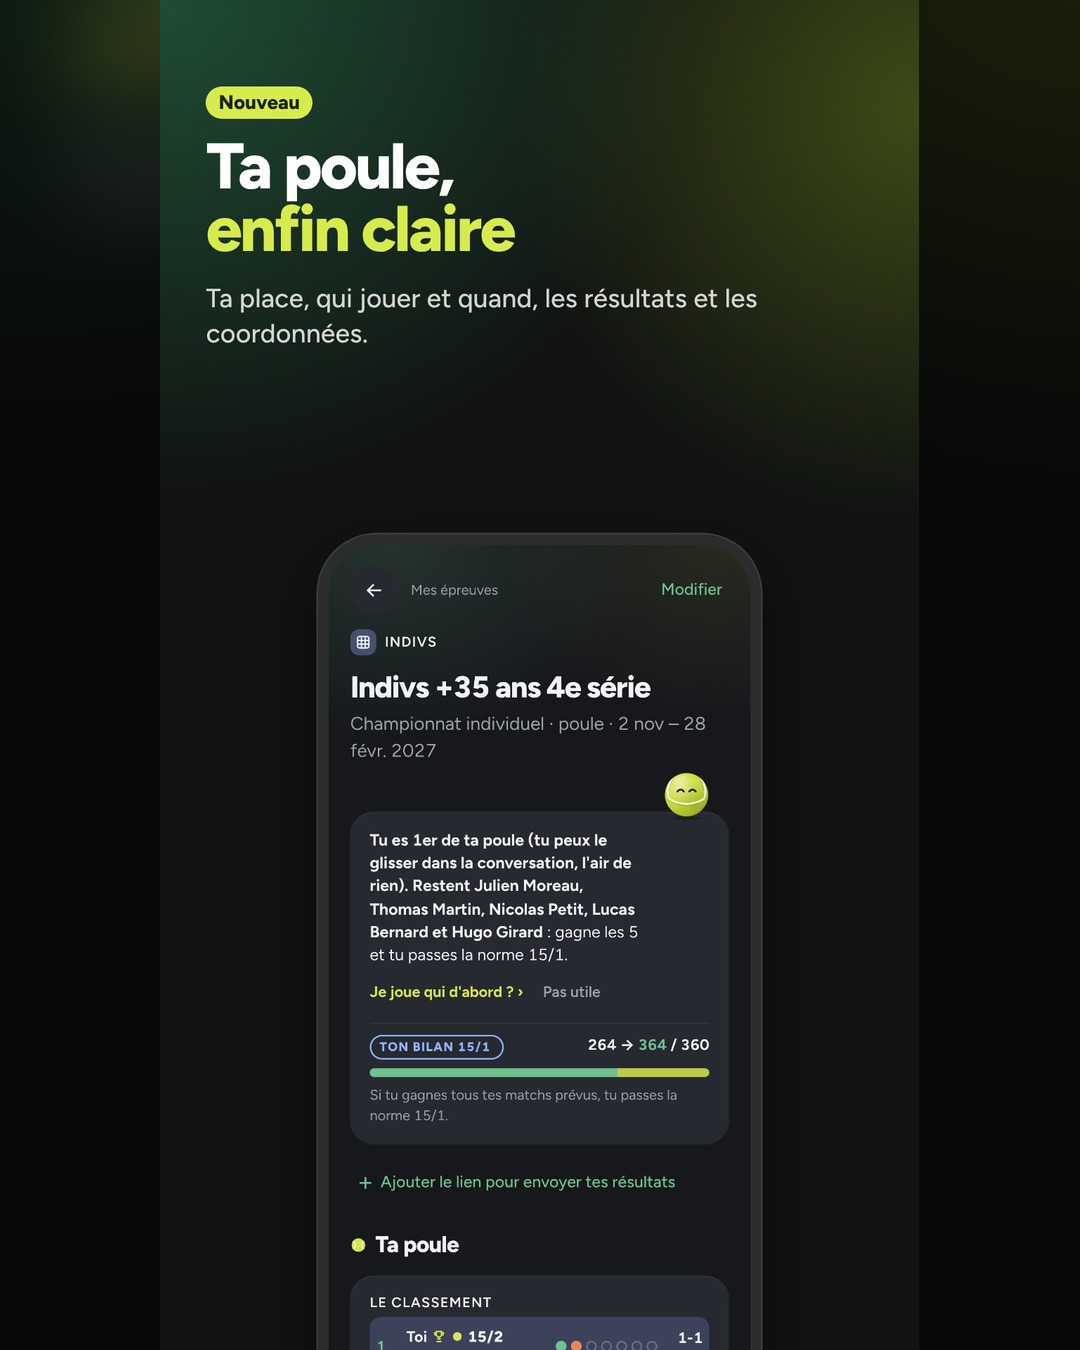 Nouveau
Ta poule,
enfin claire
Ta place, qui jouer et quand, les résultats et les
coordonnées.
Mes épreuves
Modifier
INDIVS
Indivs +35 ans 4e série
Championnat individuel · poule · 2 nov – 28
févr. 2027
Tu es 1er de ta poule (tu peux le
glisser dans la conversation, l'air de
rien). Restent Julien Moreau,
Thomas Martin, Nicolas Petit, Lucas
Bernard et Hugo Girard : gagne les 5
et tu passes la norme 15/1.
Je joue qui d'abord ? › Pas utile
TON BILAN 15/1 264 → 364 / 360
Si tu gagnes tous tes matchs prévus, tu passes la
norme 15/1.
+ Ajouter le lien pour envoyer tes résultats
Ta poule
LE CLASSEMENT
1 Toi 15/2 1-1